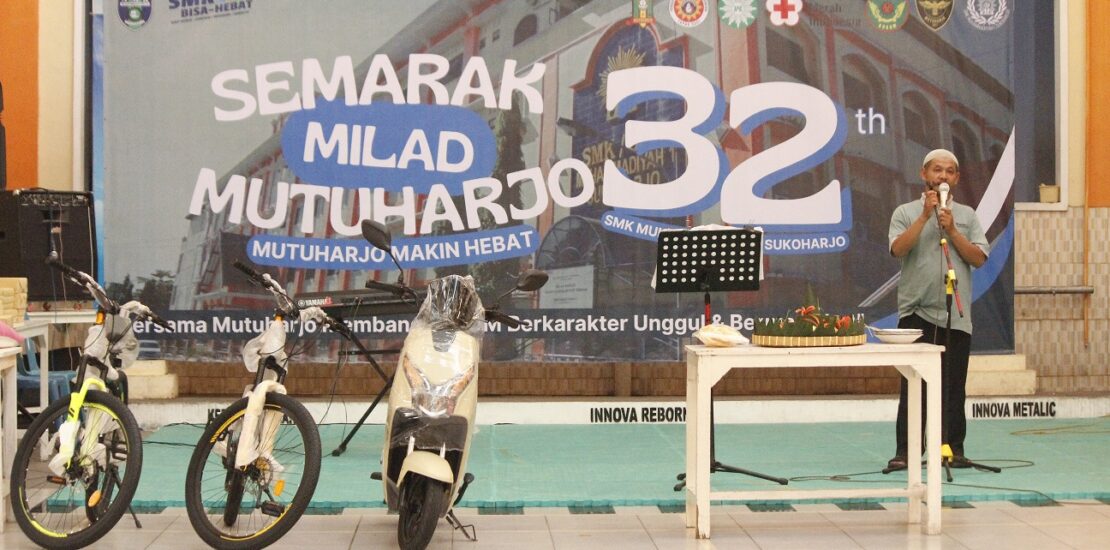 SMK
BISA-HEBAT
SEMARAK
MILAD
MUTUHARJO
32
th
MUTUHARJO MAKIN HEBAT
SUKOHARJO
SMK
YAMAHA
Mutuharjo
Berkarakter Unggul &
INNOVA REBORN
INNOVA METALIC